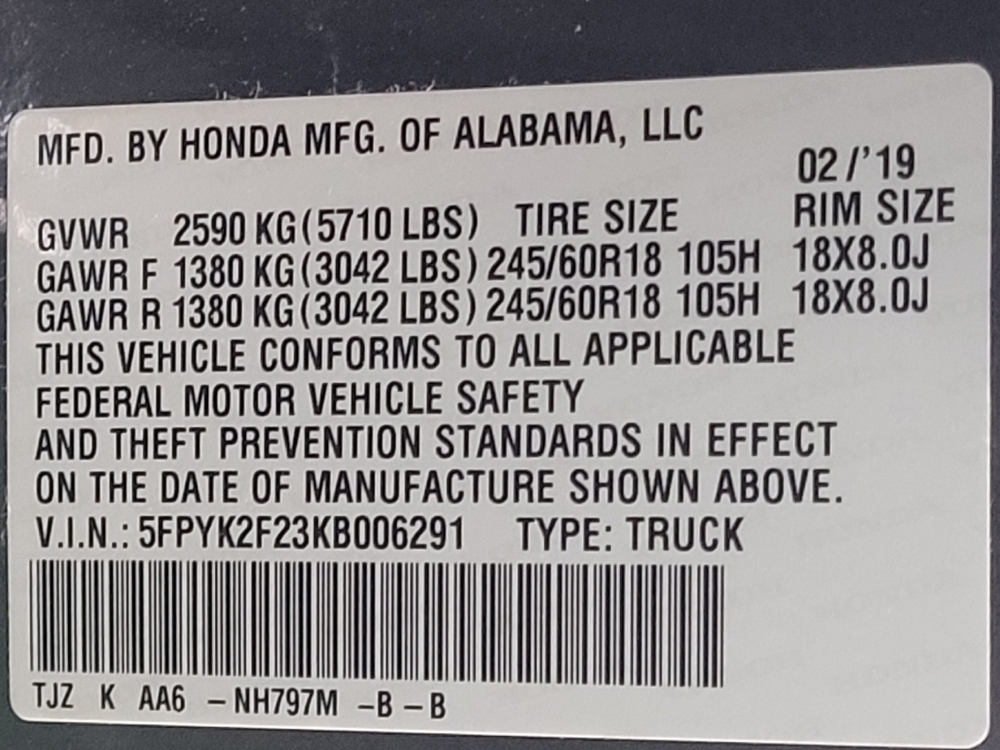 MFD. BY HONDA MFG. OF ALABAMA, LLC
02/'19
GVWR 2590 KG (5710 LBS) TIRE SIZE RIM SIZE
GAWR F 1380 KG (3042 LBS) 245/60R18 105H 18X8.0J
GAWR R 1380 KG (3042 LBS) 245/60R18 105H 18X8.0J
THIS VEHICLE CONFORMS TO ALL APPLICABLE
FEDERAL MOTOR VEHICLE SAFETY
AND THEFT PREVENTION STANDARDS IN EFFECT
ON THE DATE OF MANUFACTURE SHOWN ABOVE.
V.I.N.: 5FPYK2F23KB006291 TYPE: TRUCK
TJZ K AA6 – NH797M –B – B